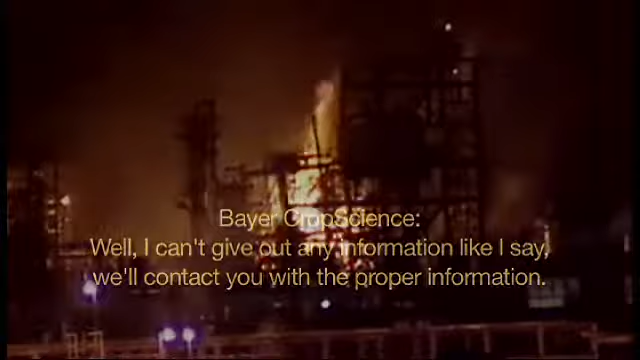 Bayer CropScience:
Well, I can't give out any information like I say,
we'll contact you with the proper information.